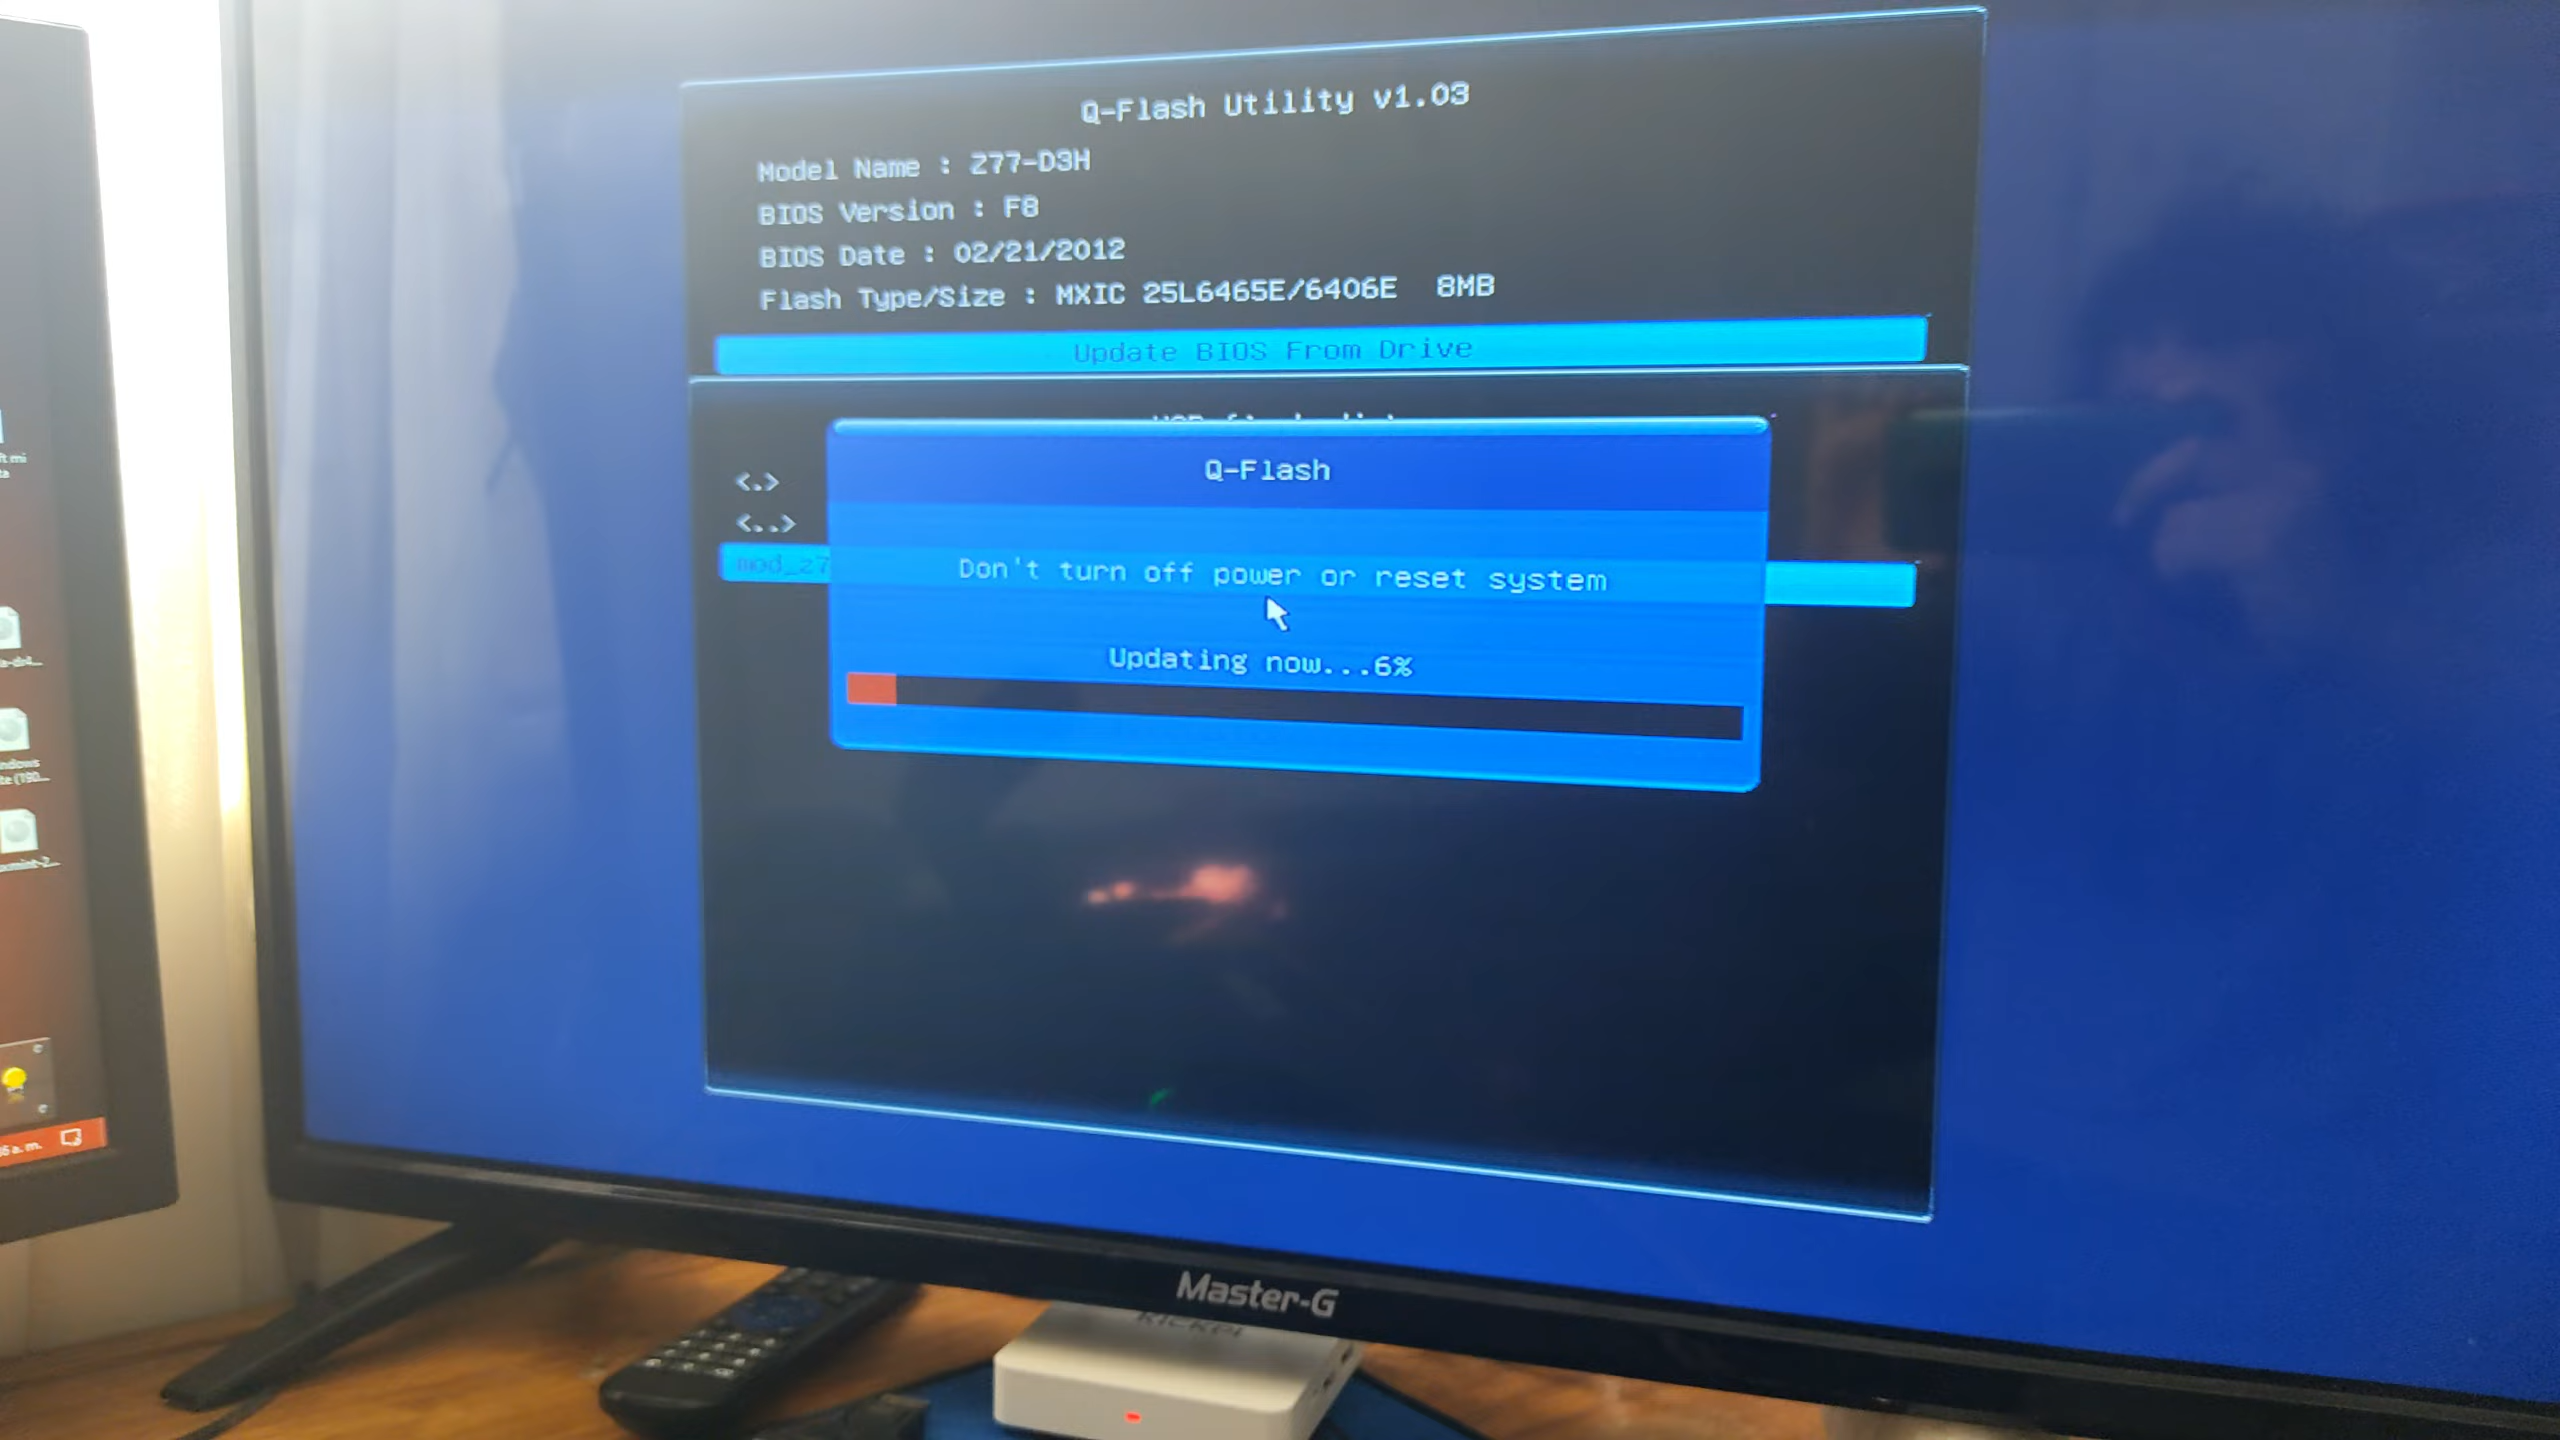 Q-Flash Utility v1.03
Model Name : Z77-D3H
BIOS Version : F8
BIOS Date : 02/21/2012
Flash Type/Size : MXIC 25L6465E/6406E 8MB
Update BIOS From Drive
<.>
<..>
mod_z7
Q-Flash
Don't turn off power or reset system
Updating now...6%
Master-G